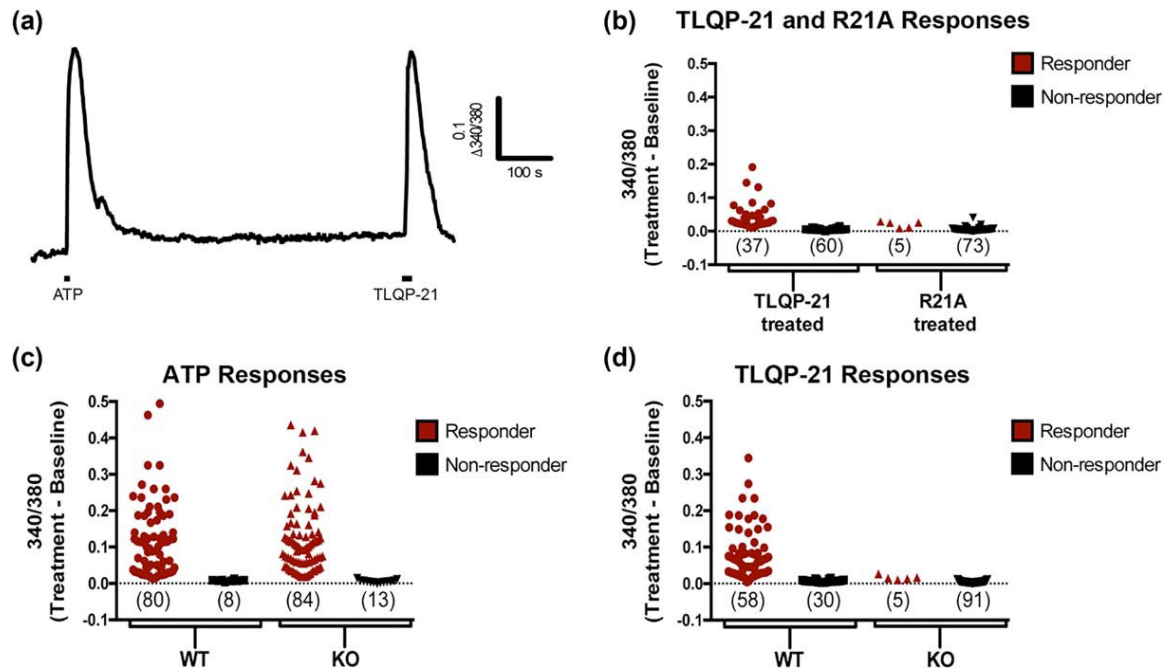 (a)
0.1
Δ340/380
100 s
ATP
TLQP-21
(b)
TLQP-21 and R21A Responses
340/380
(Treatment - Baseline)
0.5
0.4
0.3
0.2
0.1
0.0
-0.1
(37)
(60)
(5)
(73)
TLQP-21
treated
R21A
treated
Responder
Non-responder
(c)
ATP Responses
340/380
(Treatment - Baseline)
0.5
0.4
0.3
0.2
0.1
0.0
-0.1
(80)
(8)
(84)
(13)
WT
KO
Responder
Non-responder
(d)
TLQP-21 Responses
340/380
(Treatment - Baseline)
0.5
0.4
0.3
0.2
0.1
0.0
-0.1
(58)
(30)
(5)
(91)
WT
KO
Responder
Non-responder